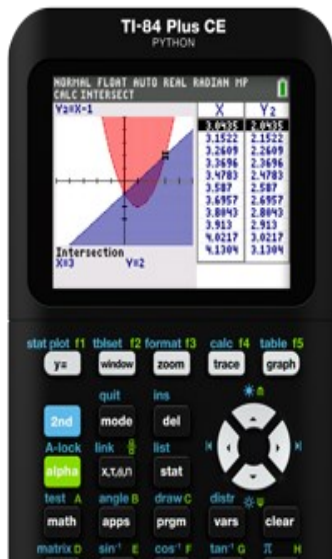 TI-84 Plus CE
PYTHON
NORMAL FLOAT AUTO REAL RADIAN MP
CALC INTERSECT
Y2=X-1
X Y2
3.0435 2.0435
3.1522 2.1522
3.2609 2.2609
3.3696 2.3696
3.4783 2.4783
3.587 2.587
3.6957 2.6957
3.8043 2.8043
3.913 2.913
4.0217 3.0217
4.1304 3.1304
Intersection
X=3 Y=2
stat plot f1 tblset f2 format f3 calc f4 table f5
y= window zoom trace graph
quit ins
2nd mode del
A-lock link list
alpha X,T,θ,n stat
test A angle B draw C distr
math apps prgm vars clear
matrix D sin⁻¹ E cos⁻¹ F tan⁻¹ G π H